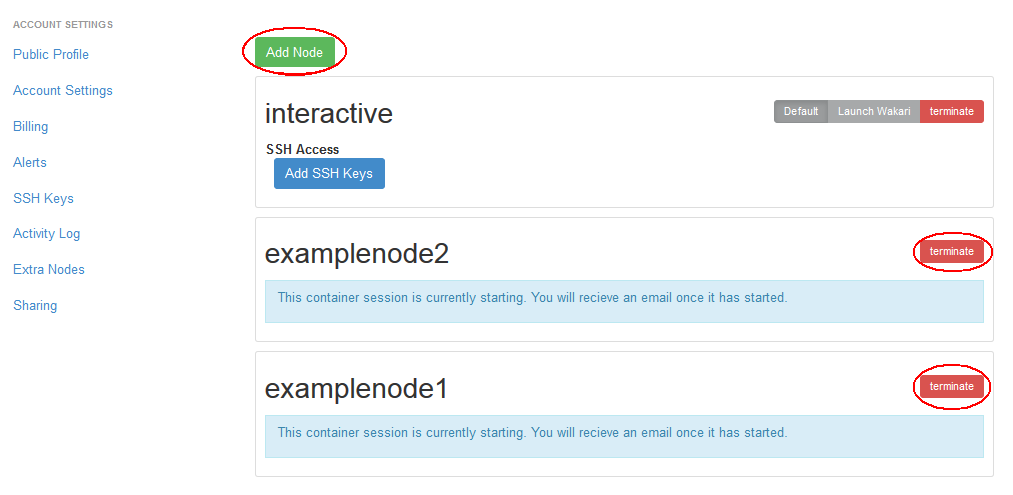 ACCOUNT SETTINGS
Public Profile
Account Settings
Billing
Alerts
SSH Keys
Activity Log
Extra Nodes
Sharing
Add Node
interactive
Default Launch Wakari terminate
SSH Access
Add SSH Keys
examplenode2
terminate
This container session is currently starting. You will recieve an email once it has started.
examplenode1
terminate
This container session is currently starting. You will recieve an email once it has started.